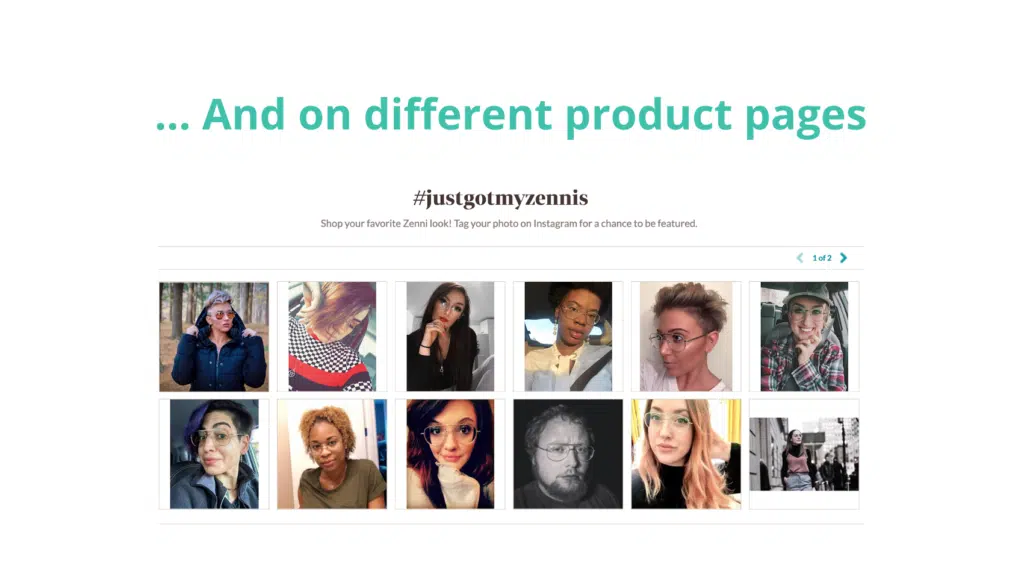 ... And on different product pages
#justgotmyzennis
Shop your favorite Zenni look! Tag your photo on Instagram for a chance to be featured.
1 of 2